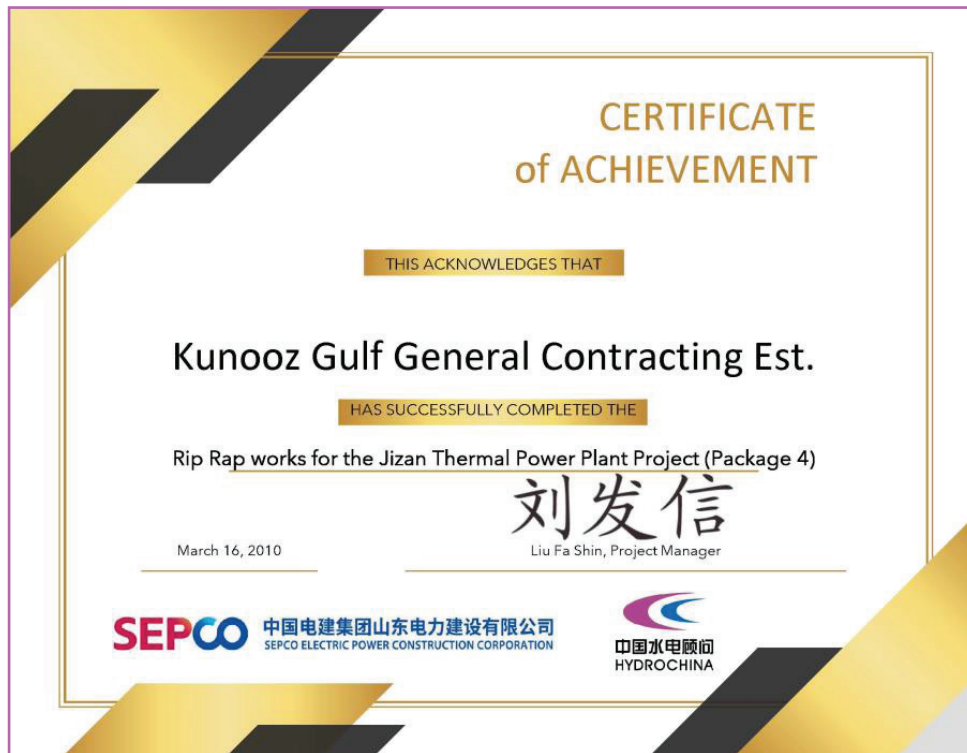 CERTIFICATE
of ACHIEVEMENT
THIS ACKNOWLEDGES THAT
Kunooz Gulf General Contracting Est.
HAS SUCCESSFULLY COMPLETED THE
Rip Rap works for the Jizan Thermal Power Plant Project (Package 4)
刘发信
March 16, 2010
Liu Fa Shin, Project Manager
SEPCO
中国电建集团山东电力建设有限公司
SEPCO ELECTRIC POWER CONSTRUCTION CORPORATION
中国水电顾问
HYDROCHINA